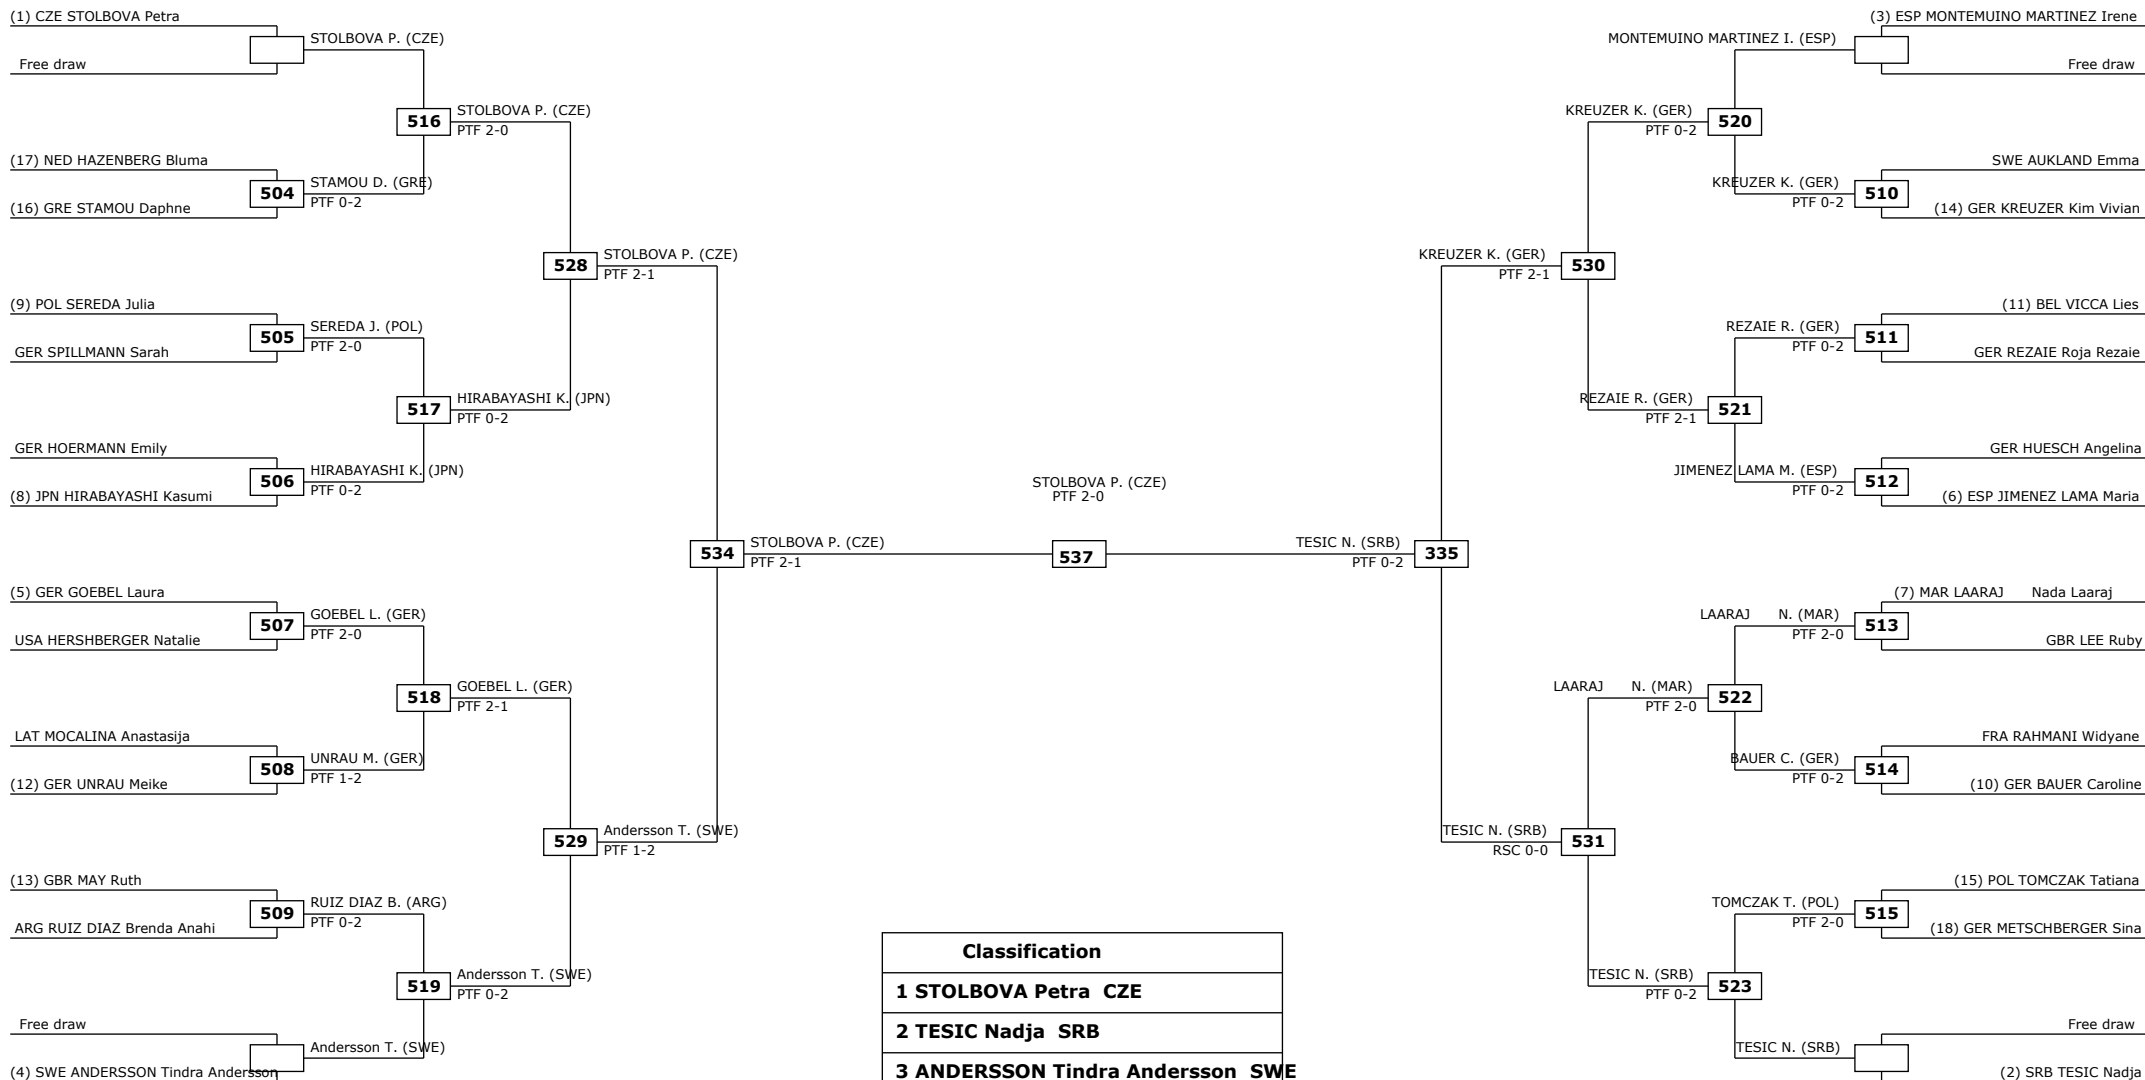 (1) CZE STOLBOVA Petra
STOLBOVA P. (CZE)
Free draw
516
STOLBOVA P. (CZE)
PTF 2-0
(17) NED HAZENBERG Bluma
504
STAMOU D. (GRE)
PTF 0-2
(16) GRE STAMOU Daphne
528
STOLBOVA P. (CZE)
PTF 2-1
(9) POL SEREDA Julia
505
SEREDA J. (POL)
PTF 2-0
GER SPILLMANN Sarah
517
HIRABAYASHI K. (JPN)
PTF 0-2
GER HOERMANN Emily
506
HIRABAYASHI K. (JPN)
PTF 0-2
(8) JPN HIRABAYASHI Kasumi
534
STOLBOVA P. (CZE)
PTF 2-1
(5) GER GOEBEL Laura
507
GOEBEL L. (GER)
PTF 2-0
USA HERSHBERGER Natalie
518
GOEBEL L. (GER)
PTF 2-1
LAT MOCALINA Anastasija
508
UNRAU M. (GER)
PTF 1-2
(12) GER UNRAU Meike
529
Andersson T. (SWE)
PTF 1-2
(13) GBR MAY Ruth
509
RUIZ DIAZ B. (ARG)
PTF 0-2
ARG RUIZ DIAZ Brenda Anahi
519
Andersson T. (SWE)
PTF 0-2
Free draw
Andersson T. (SWE)
(4) SWE ANDERSSON Tindra Andersson
STOLBOVA P. (CZE)
PTF 2-0
537
(3) ESP MONTEMUINO MARTINEZ Irene
MONTEMUINO MARTINEZ I. (ESP)
Free draw
KREUZER K. (GER)
PTF 0-2
520
SWE AUKLAND Emma
KREUZER K. (GER)
PTF 0-2
510
(14) GER KREUZER Kim Vivian
KREUZER K. (GER)
PTF 2-1
530
(11) BEL VICCA Lies
REZAIE R. (GER)
PTF 0-2
511
GER REZAIE Roja Rezaie
REZAIE R. (GER)
PTF 2-1
521
GER HUESCH Angelina
JIMENEZ LAMA M. (ESP)
PTF 0-2
512
(6) ESP JIMENEZ LAMA Maria
TESIC N. (SRB)
PTF 0-2
335
(7) MAR LAARAJ Nada Laaraj
LAARAJ N. (MAR)
PTF 2-0
513
GBR LEE Ruby
LAARAJ N. (MAR)
PTF 2-0
522
FRA RAHMANI Widyane
BAUER C. (GER)
PTF 0-2
514
(10) GER BAUER Caroline
TESIC N. (SRB)
RSC 0-0
531
(15) POL TOMCZAK Tatiana
TOMCZAK T. (POL)
PTF 2-0
515
(18) GER METSCHBERGER Sina
TESIC N. (SRB)
PTF 0-2
523
Free draw
TESIC N. (SRB)
(2) SRB TESIC Nadja
Classification
1 STOLBOVA Petra CZE
2 TESIC Nadja SRB
3 ANDERSSON Tindra Andersson SWE